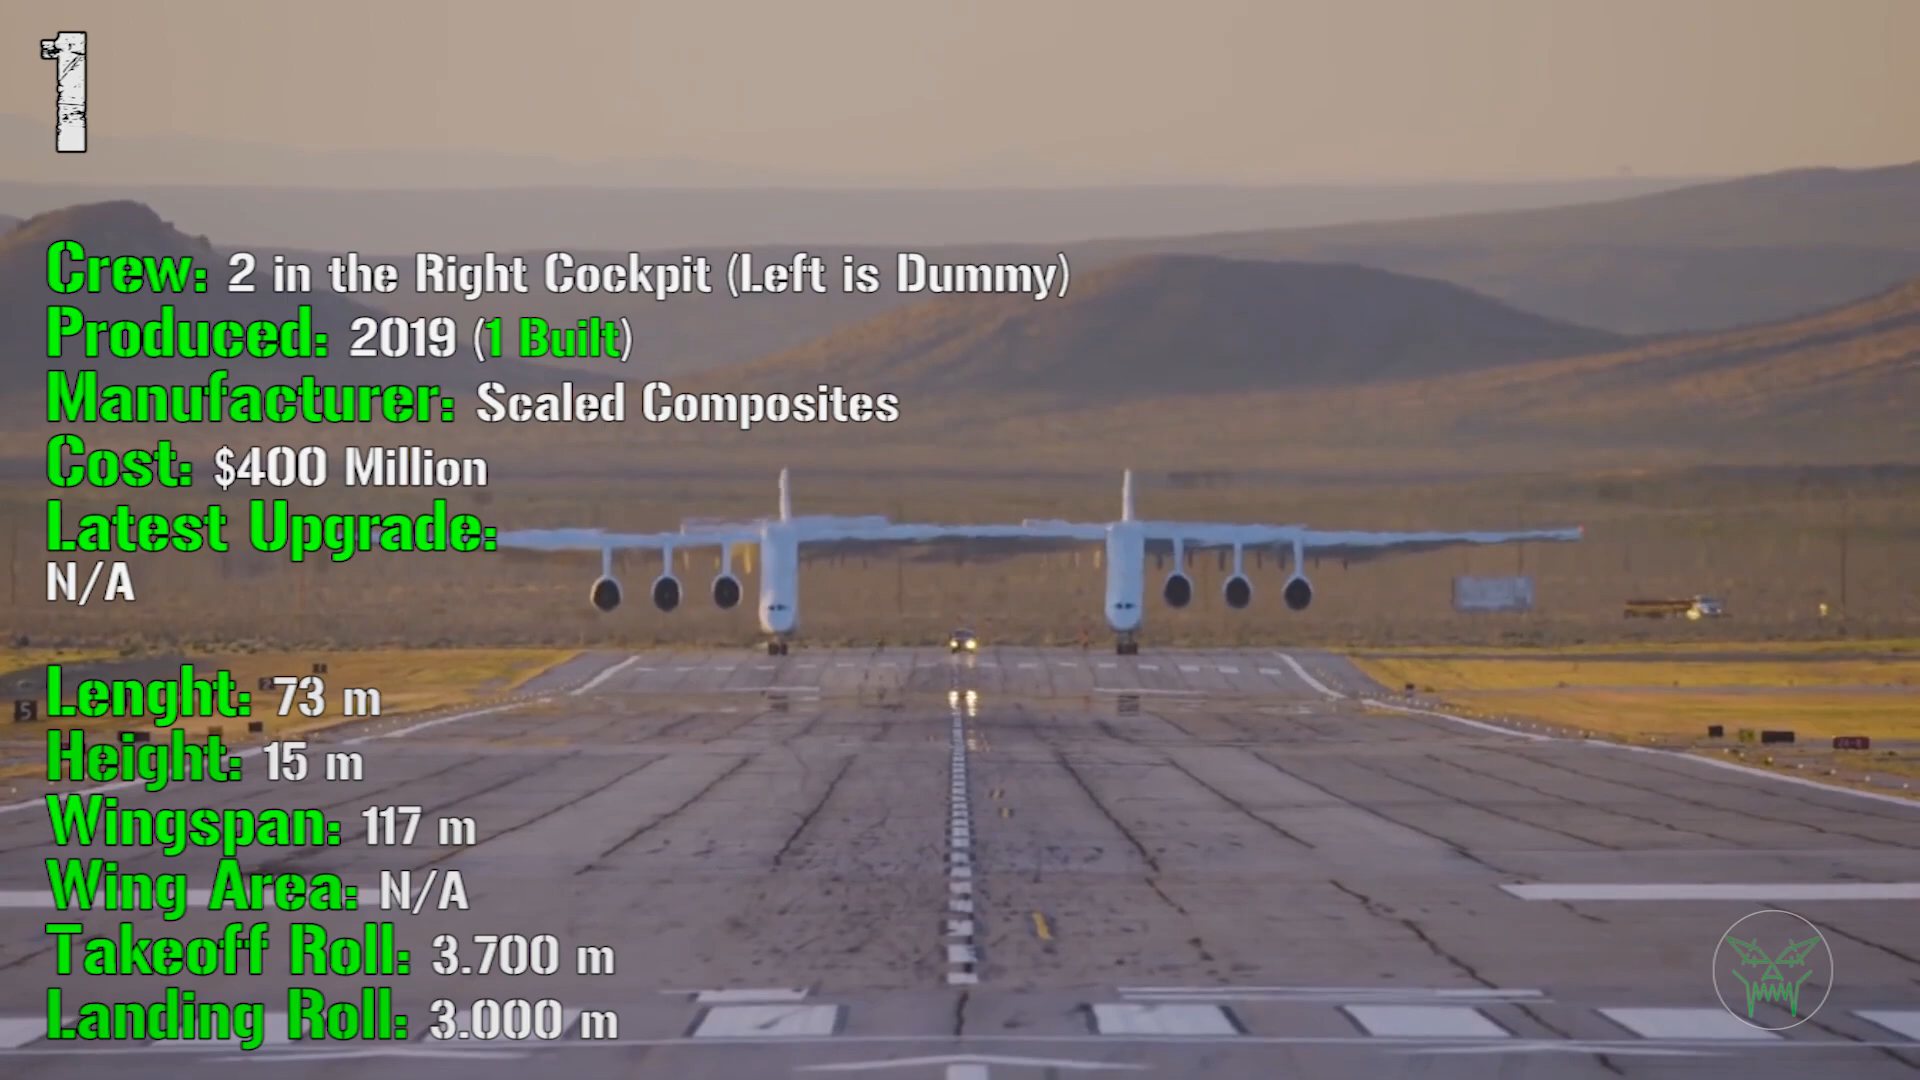 1
Crew: 2 in the Right Cockpit (Left is Dummy)
Produced: 2019 (1 Built)
Manufacturer: Scaled Composites
Cost: $400 Million
Latest Upgrade:
N/A
Lenght: 73 m
5
Height: 15 m
Wingspan: 117 m
Wing Area: N/A
Takeoff Roll: 3.700 m
Landing Roll: 3.000 m